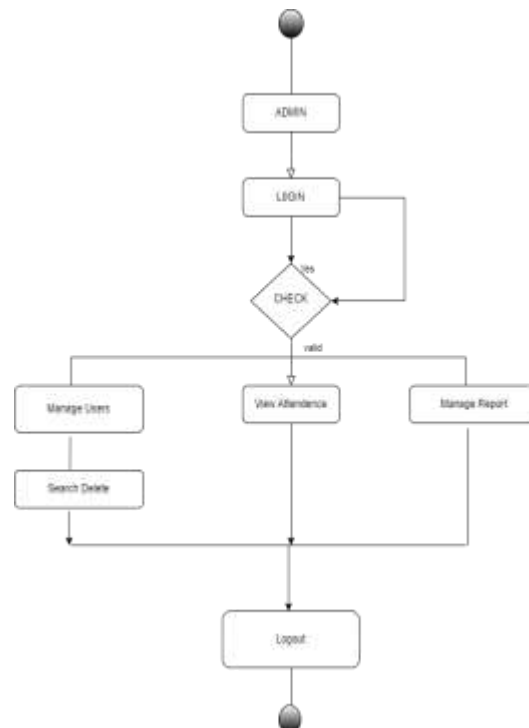 ADMIN
LOGIN
Yes
CHECK
valid
Manage Users
View Attendence
Manage Report
Search Delete
Logout